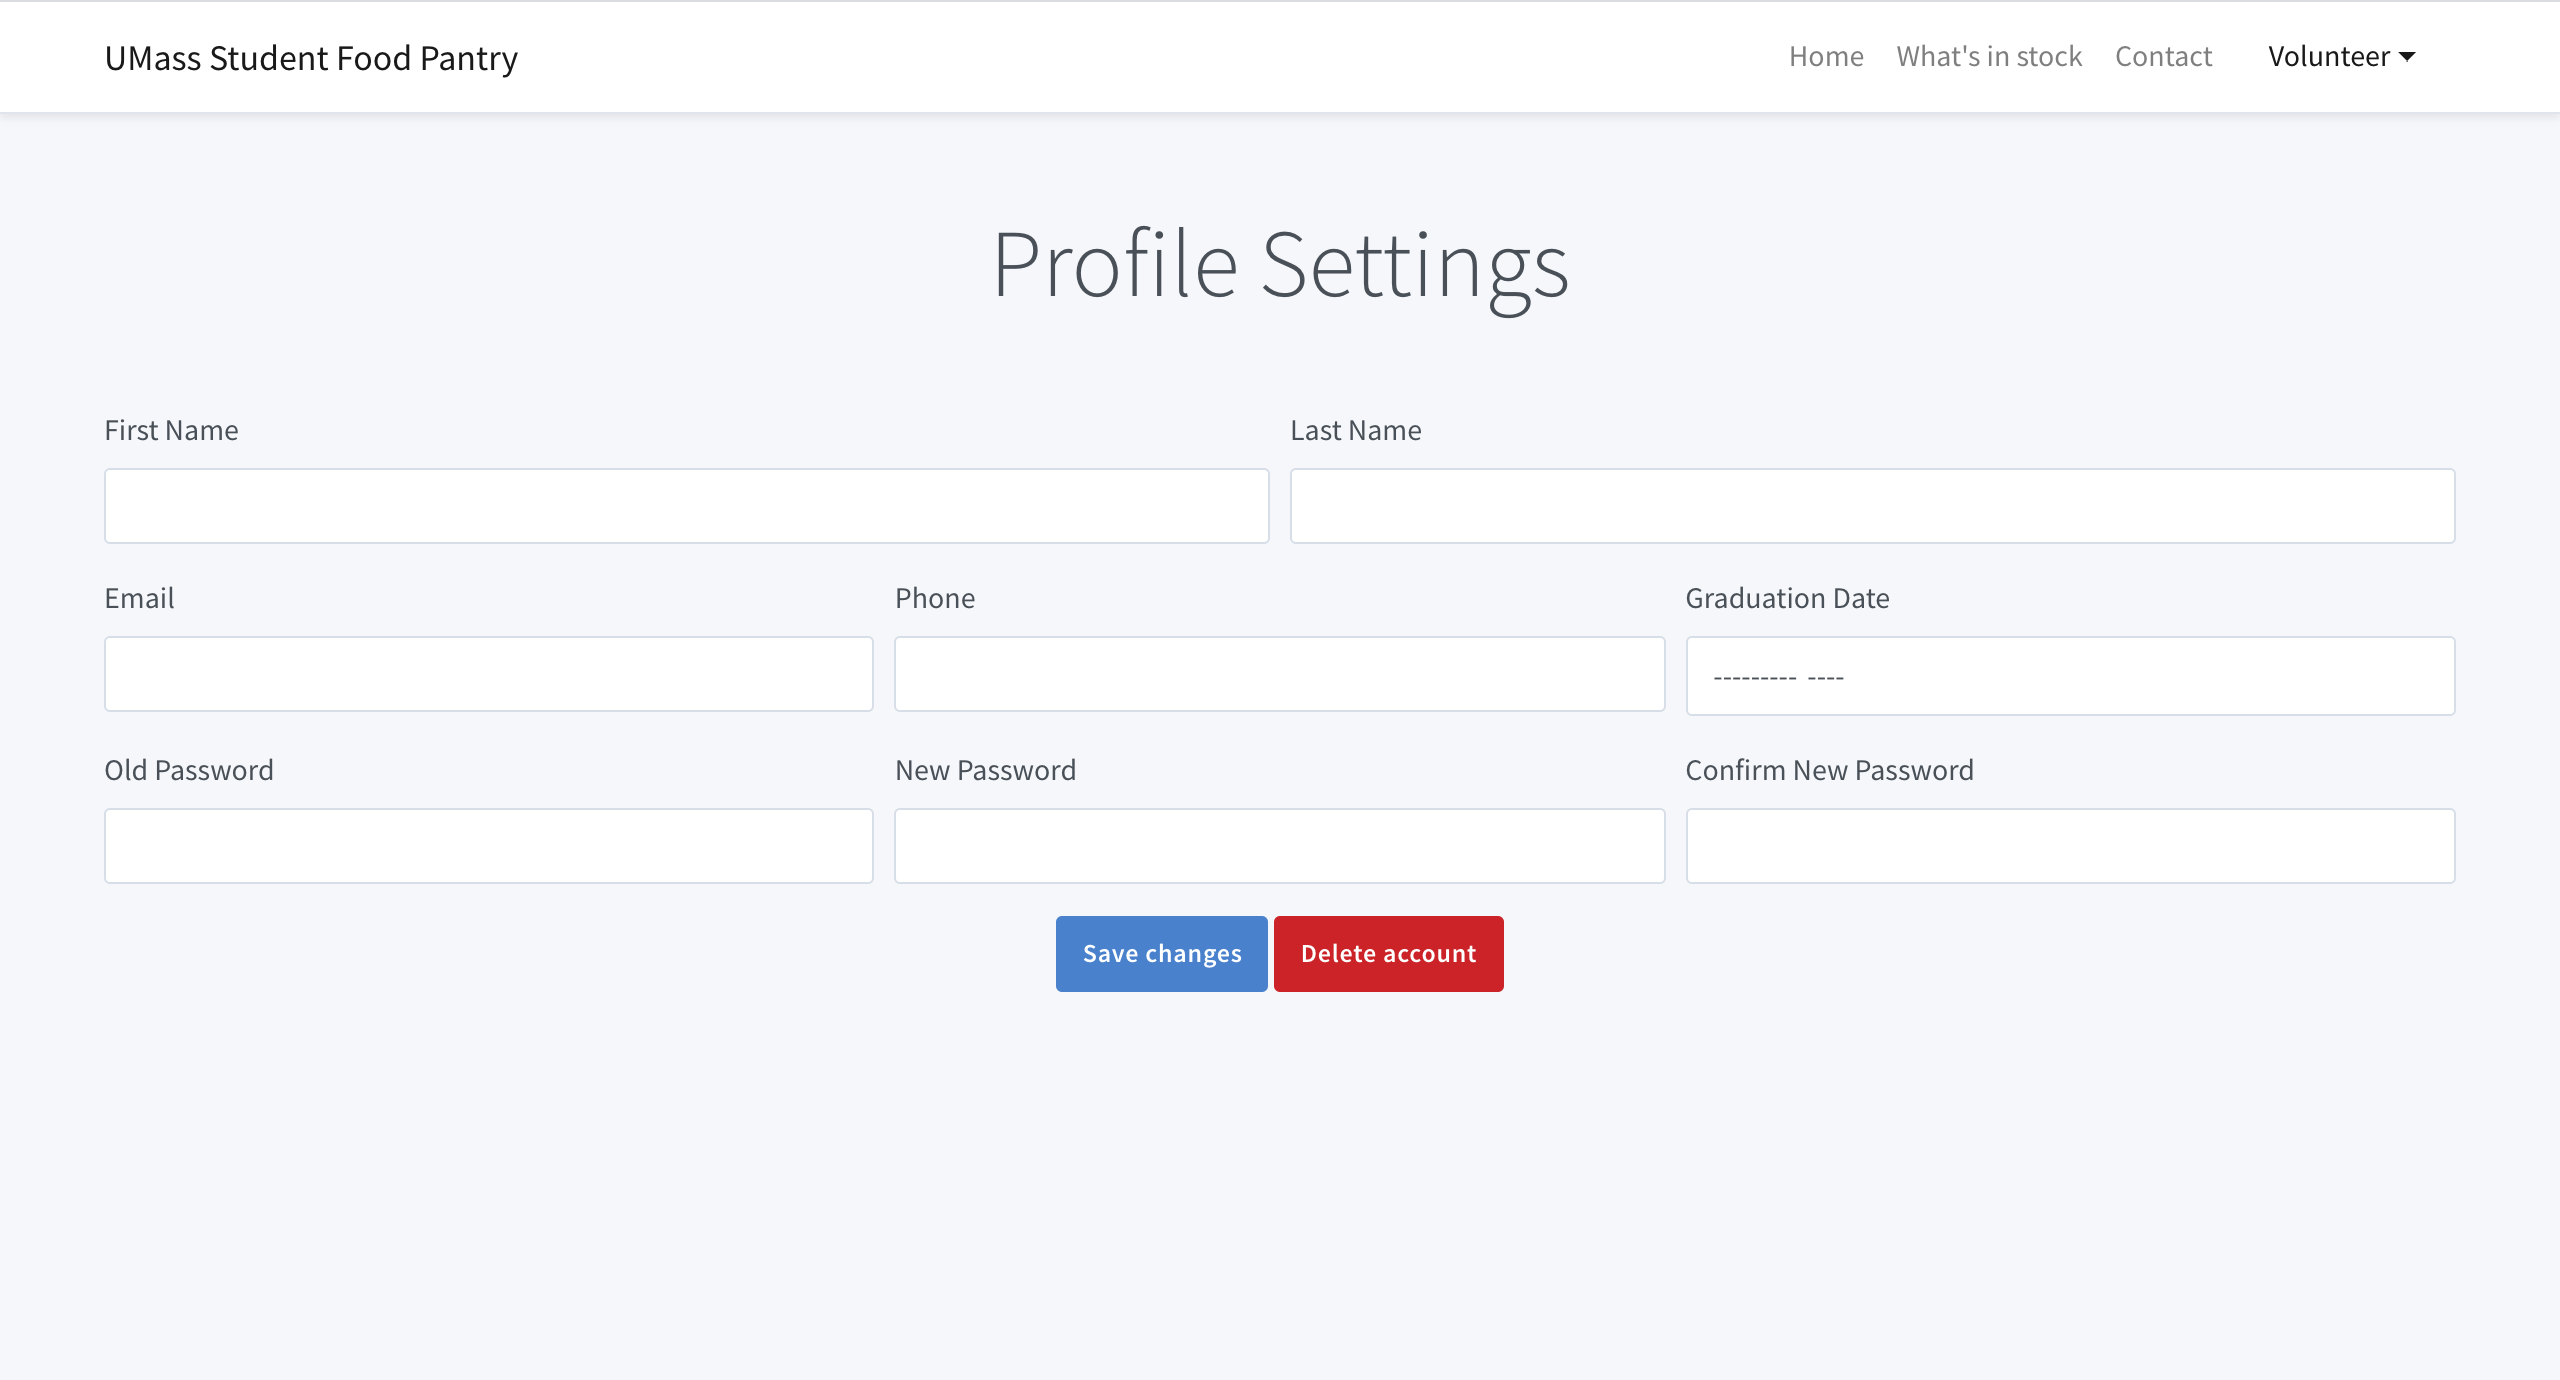 UMass Student Food Pantry
Home What's in stock Contact Volunteer
Profile Settings
First Name Last Name
Email Phone Graduation Date
--------- ----
Old Password New Password Confirm New Password
Save changes Delete account